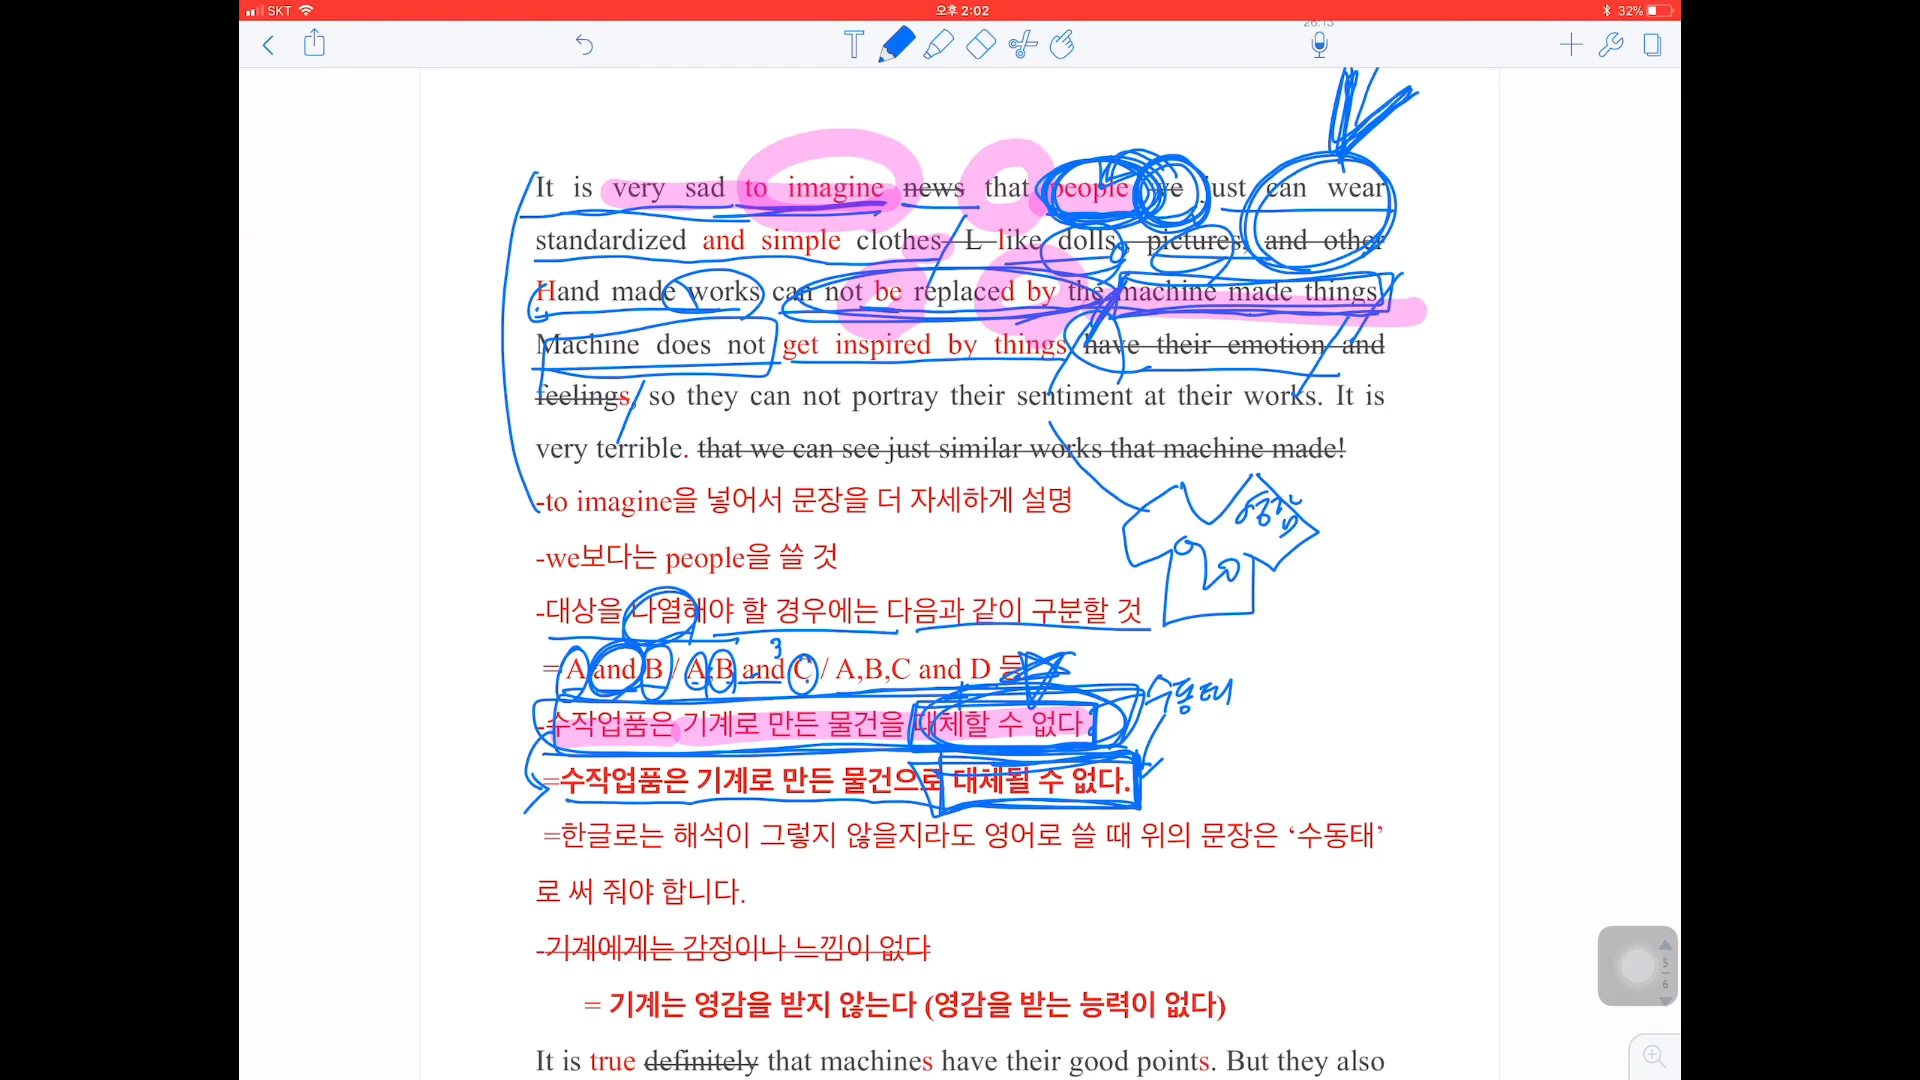 SKT 오후 2:02 32%
26:13
It is very sad to imagine news that people we just can wear
standardized and simple clothes L like dolls, pictures, and other
Hand made works can not be replaced by the machine made things
Machine does not get inspired by things have their emotion and
feelings, so they can not portray their sentiment at their works. It is
very terrible. that we can see just similar works that machine made!
-to imagine을 넣어서 문장을 더 자세하게 설명
-we보다는 people을 쓸 것
-대상을 나열해야 할 경우에는 다음과 같이 구분할 것
3
= A and B / A,B and C / A,B,C and D 등
수동태
-수작업품은 기계로 만든 물건을 대체할 수 없다.
=수작업품은 기계로 만든 물건으로 대체될 수 없다.
=한글로는 해석이 그렇지 않을지라도 영어로 쓸 때 위의 문장은 ‘수동태’
로 써 줘야 합니다.
-기계에게는 감정이나 느낌이 없다
5
6
= 기계는 영감을 받지 않는다 (영감을 받는 능력이 없다)
It is true definitely that machines have their good points. But they also